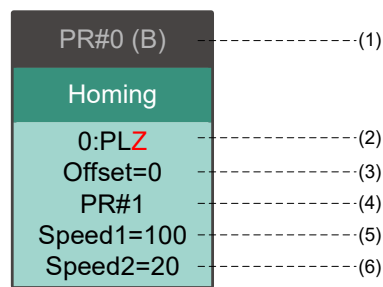 PR#0 (B) (1)
Homing
0:PLZ (2)
Offset=0 (3)
PR#1 (4)
Speed1=100 (5)
Speed2=20 (6)